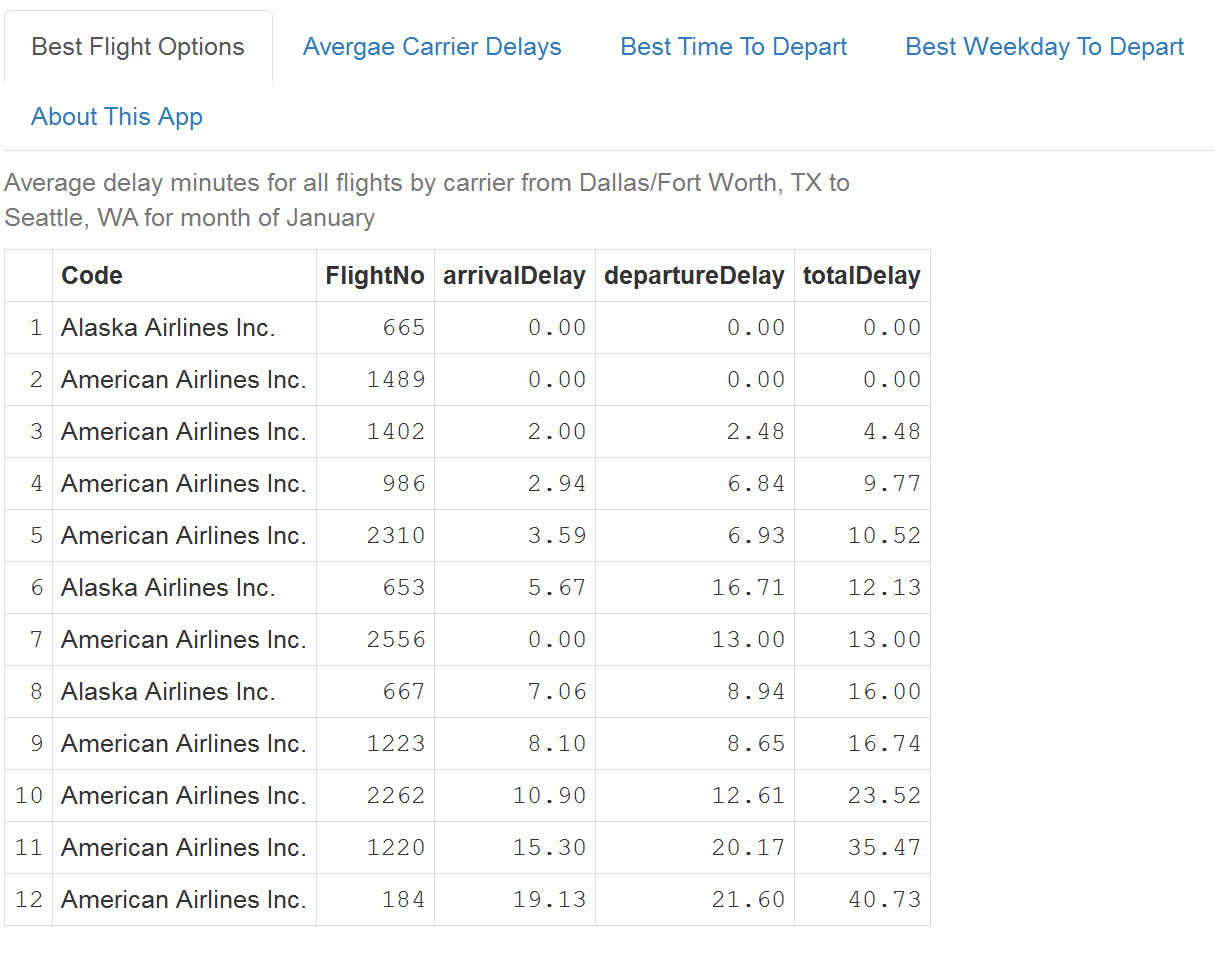 Best Flight Options Avergae Carrier Delays Best Time To Depart Best Weekday To Depart
About This App
Average delay minutes for all flights by carrier from Dallas/Fort Worth, TX to
Seattle, WA for month of January
Code FlightNo arrivalDelay departureDelay totalDelay
1 Alaska Airlines Inc. 665 0.00 0.00 0.00
2 American Airlines Inc. 1489 0.00 0.00 0.00
3 American Airlines Inc. 1402 2.00 2.48 4.48
4 American Airlines Inc. 986 2.94 6.84 9.77
5 American Airlines Inc. 2310 3.59 6.93 10.52
6 Alaska Airlines Inc. 653 5.67 16.71 12.13
7 American Airlines Inc. 2556 0.00 13.00 13.00
8 Alaska Airlines Inc. 667 7.06 8.94 16.00
9 American Airlines Inc. 1223 8.10 8.65 16.74
10 American Airlines Inc. 2262 10.90 12.61 23.52
11 American Airlines Inc. 1220 15.30 20.17 35.47
12 American Airlines Inc. 184 19.13 21.60 40.73